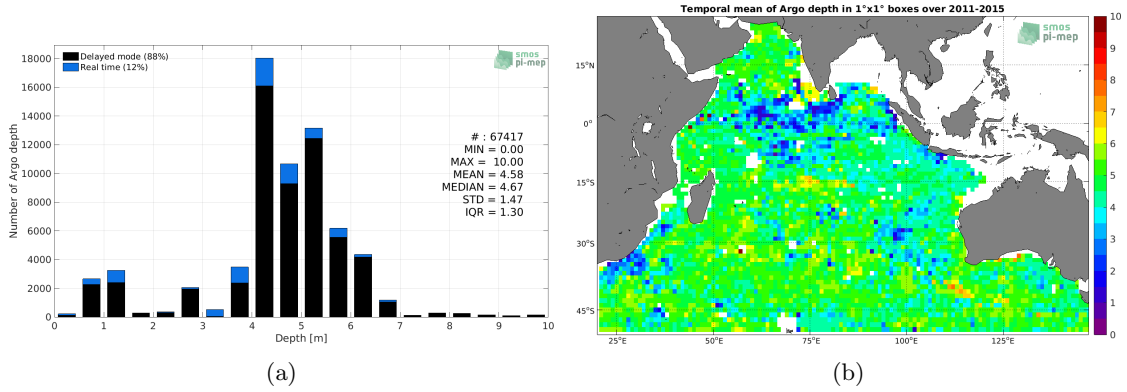 18000
16000
14000
12000
10000
8000
6000
4000
2000
0
Number of Argo depth
Delayed mode (88%)
Real time (12%)
smos
pi-mep
# : 67417
MIN = 0.00
MAX = 10.00
MEAN = 4.58
MEDIAN = 4.67
STD = 1.47
IQR = 1.30
0 1 2 3 4 5 6 7 8 9 10
Depth [m]
(a)
Temporal mean of Argo depth in 1°x1° boxes over 2011-2015
smos
pi-mep
15°N
0°
15°S
30°S
45°S
25°E 50°E 75°E 100°E 125°E
10
9
8
7
6
5
4
3
2
1
0
(b)